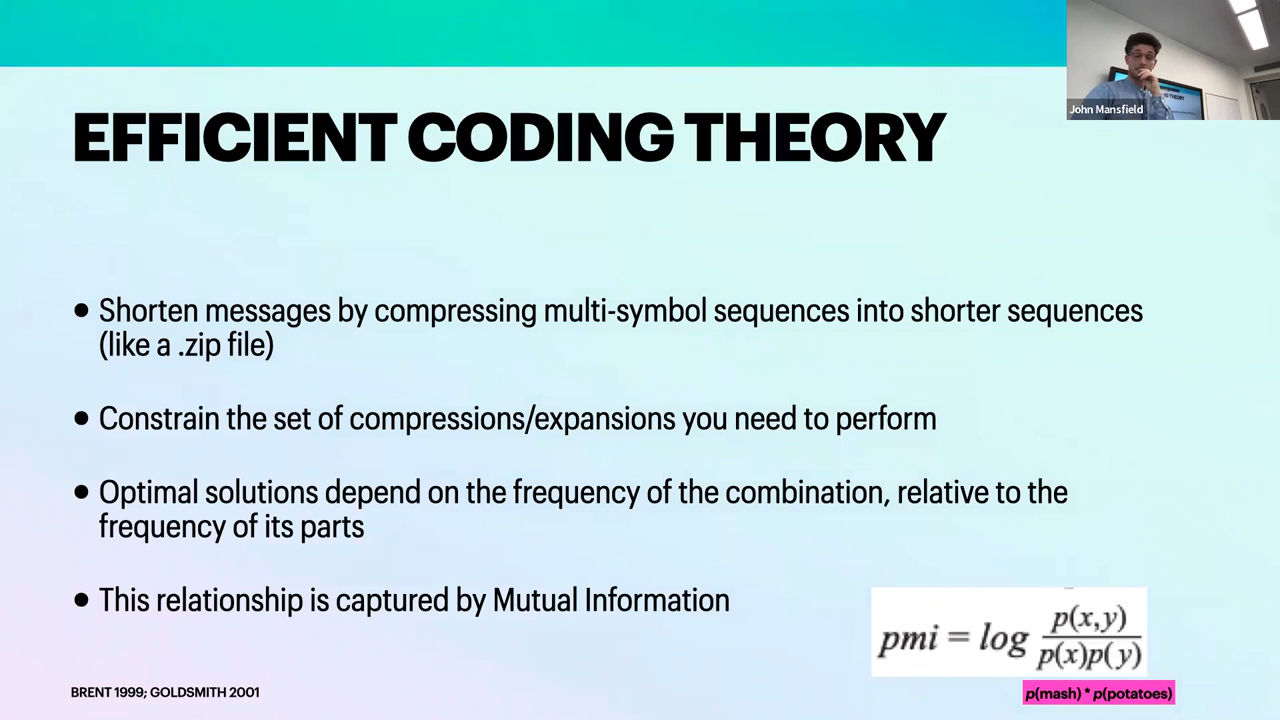 John Mansfield
EFFICIENT CODING THEORY
• Shorten messages by compressing multi-symbol sequences into shorter sequences
(like a .zip file)
• Constrain the set of compressions/expansions you need to perform
• Optimal solutions depend on the frequency of the combination, relative to the
frequency of its parts
• This relationship is captured by Mutual Information
pmi = log p(x,y) / p(x)p(y)
BRENT 1999; GOLDSMITH 2001
p(mash) * p(potatoes)